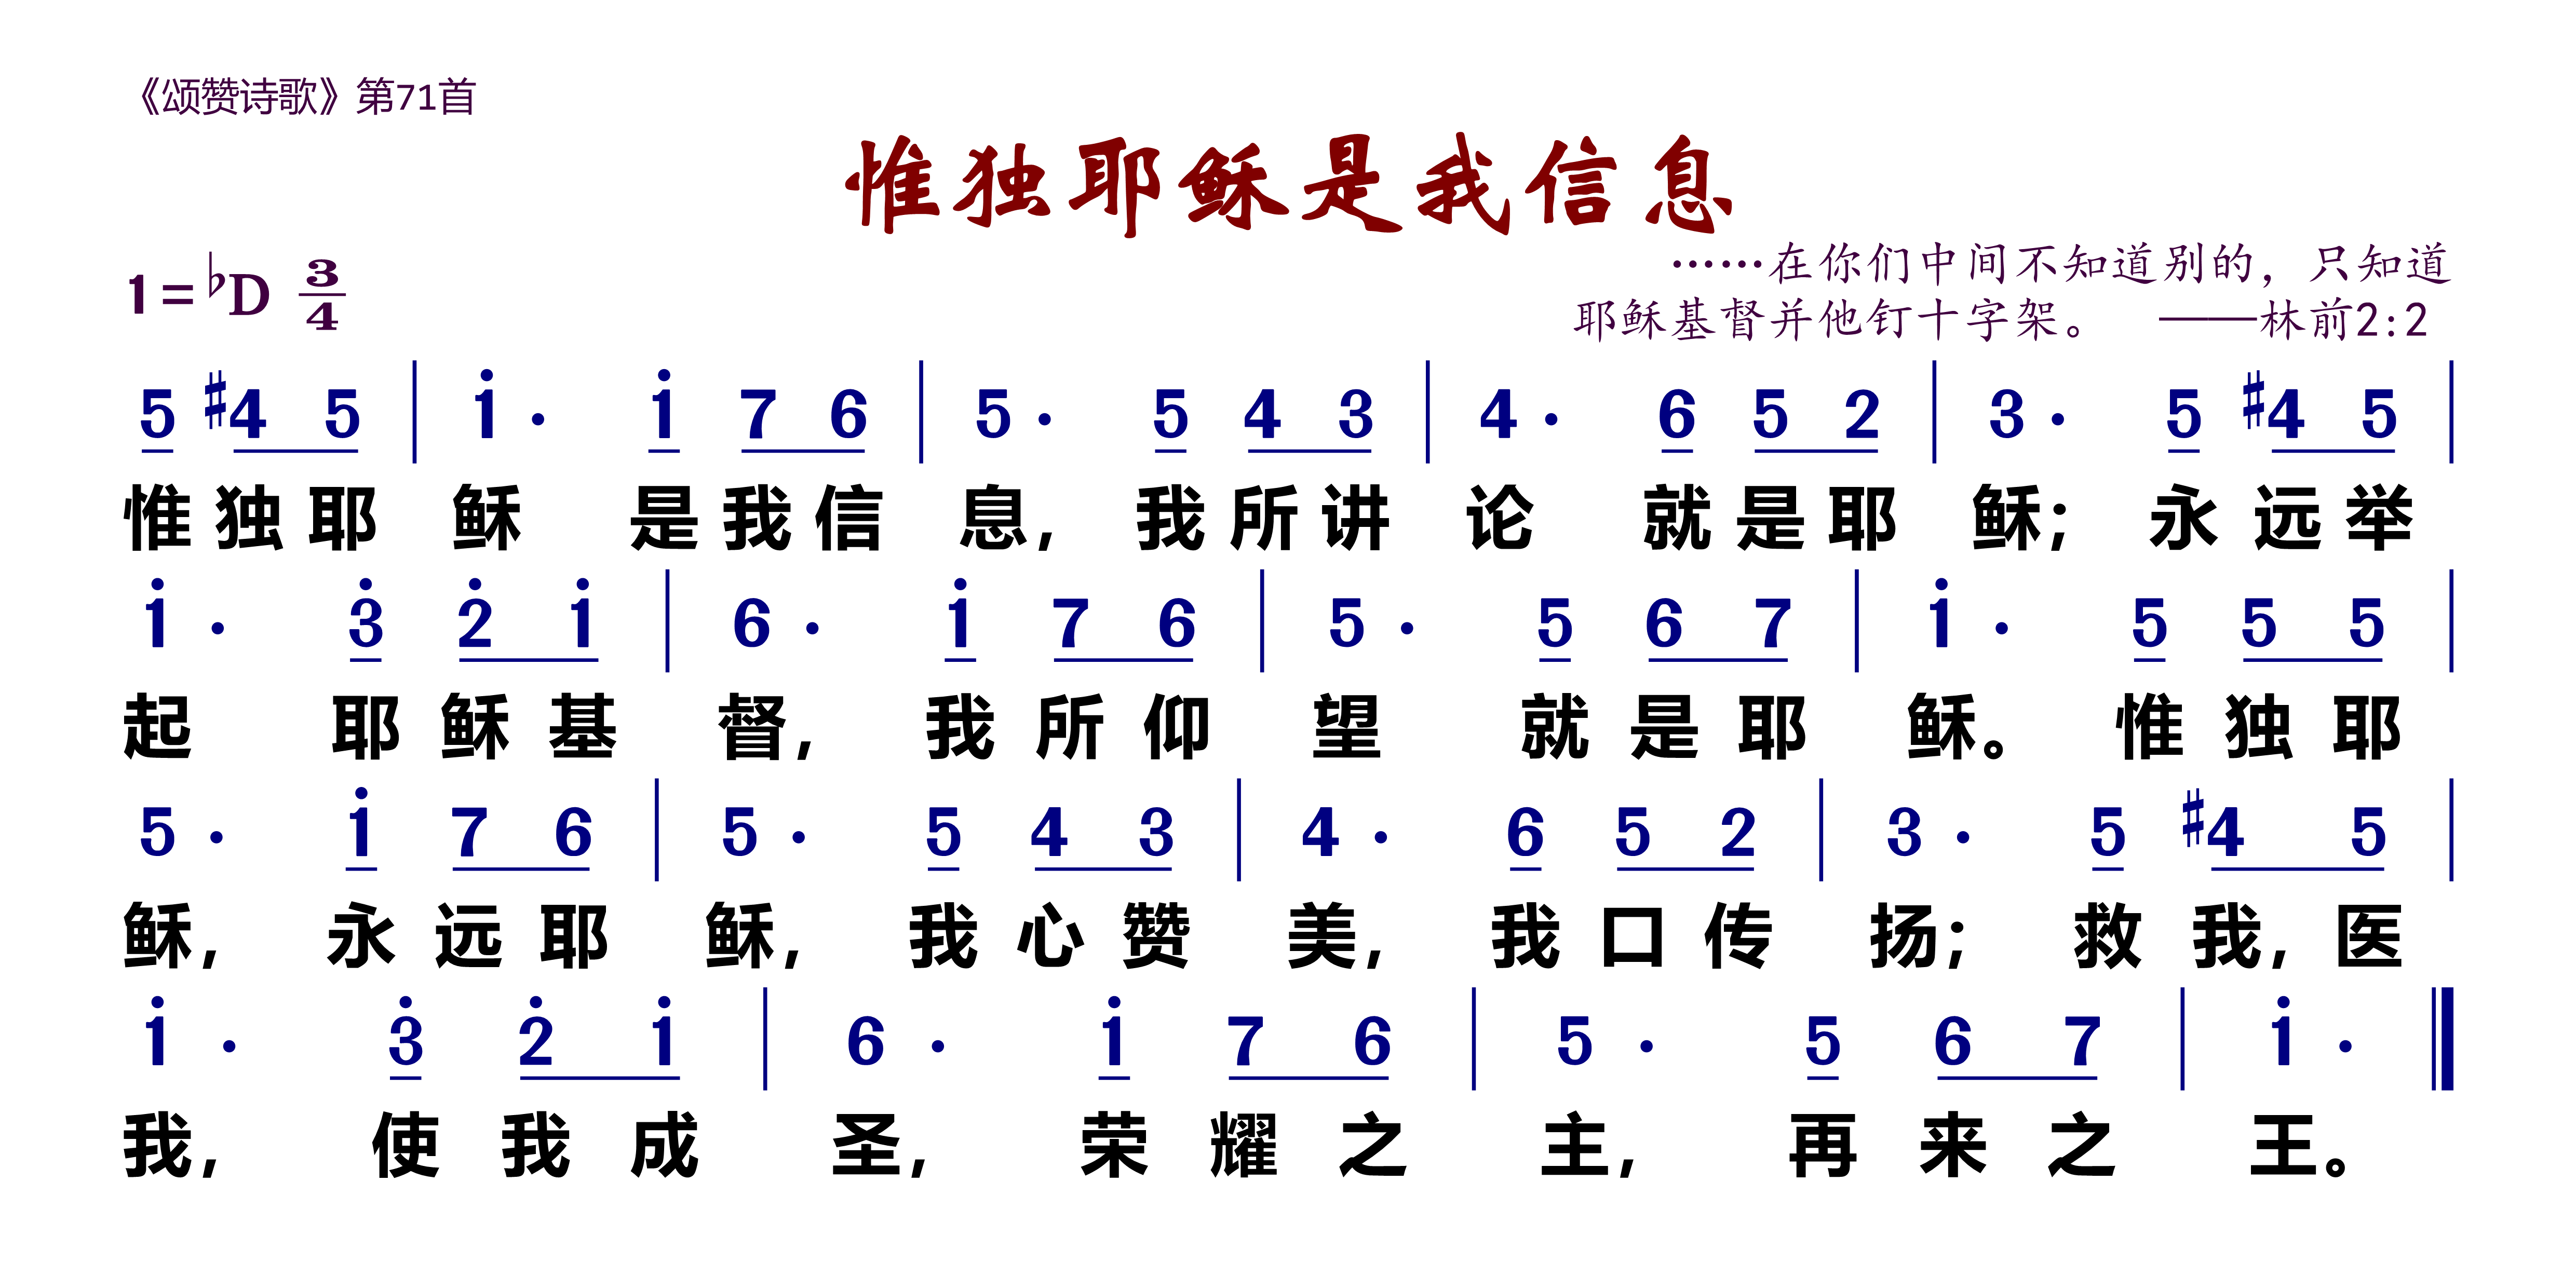 《颂赞诗歌》第71首
惟独耶稣是我信息
……在你们中间不知道别的，只知道
1=♭D 3/4
耶稣基督并他钉十字架。 ——林前2:2
5 #4 5 | i· i 7 6 | 5· 5 4 3 | 4· 6 5 2 | 3· 5 #4 5 |
惟独耶 稣 是我信 息， 我所讲 论 就是耶 稣； 永远举
i· 3̇ 2̇ i | 6· i 7 6 | 5· 5 6 7 | i· 5 5 5 |
起 耶稣基 督， 我所仰 望 就是耶 稣。 惟独耶
5· i 7 6 | 5· 5 4 3 | 4· 6 5 2 | 3· 5 #4 5 |
稣， 永远耶 稣， 我心赞 美， 我口传 扬； 救我，医
i· 3̇ 2̇ i | 6· i 7 6 | 5· 5 6 7 | i· ‖
我， 使我成 圣， 荣耀之 主， 再来之 王。